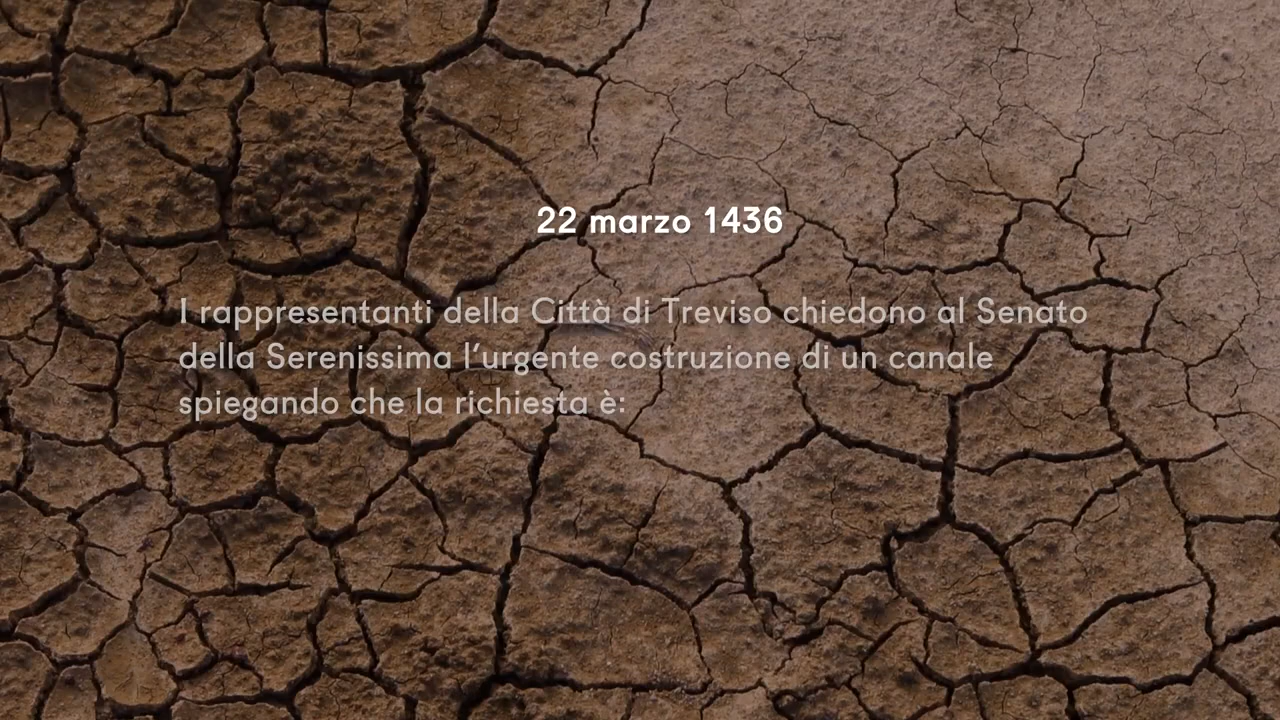 22 marzo 1436
I rappresentanti della Città di Treviso chiedono al Senato
della Serenissima l’urgente costruzione di un canale
spiegando che la richiesta è: